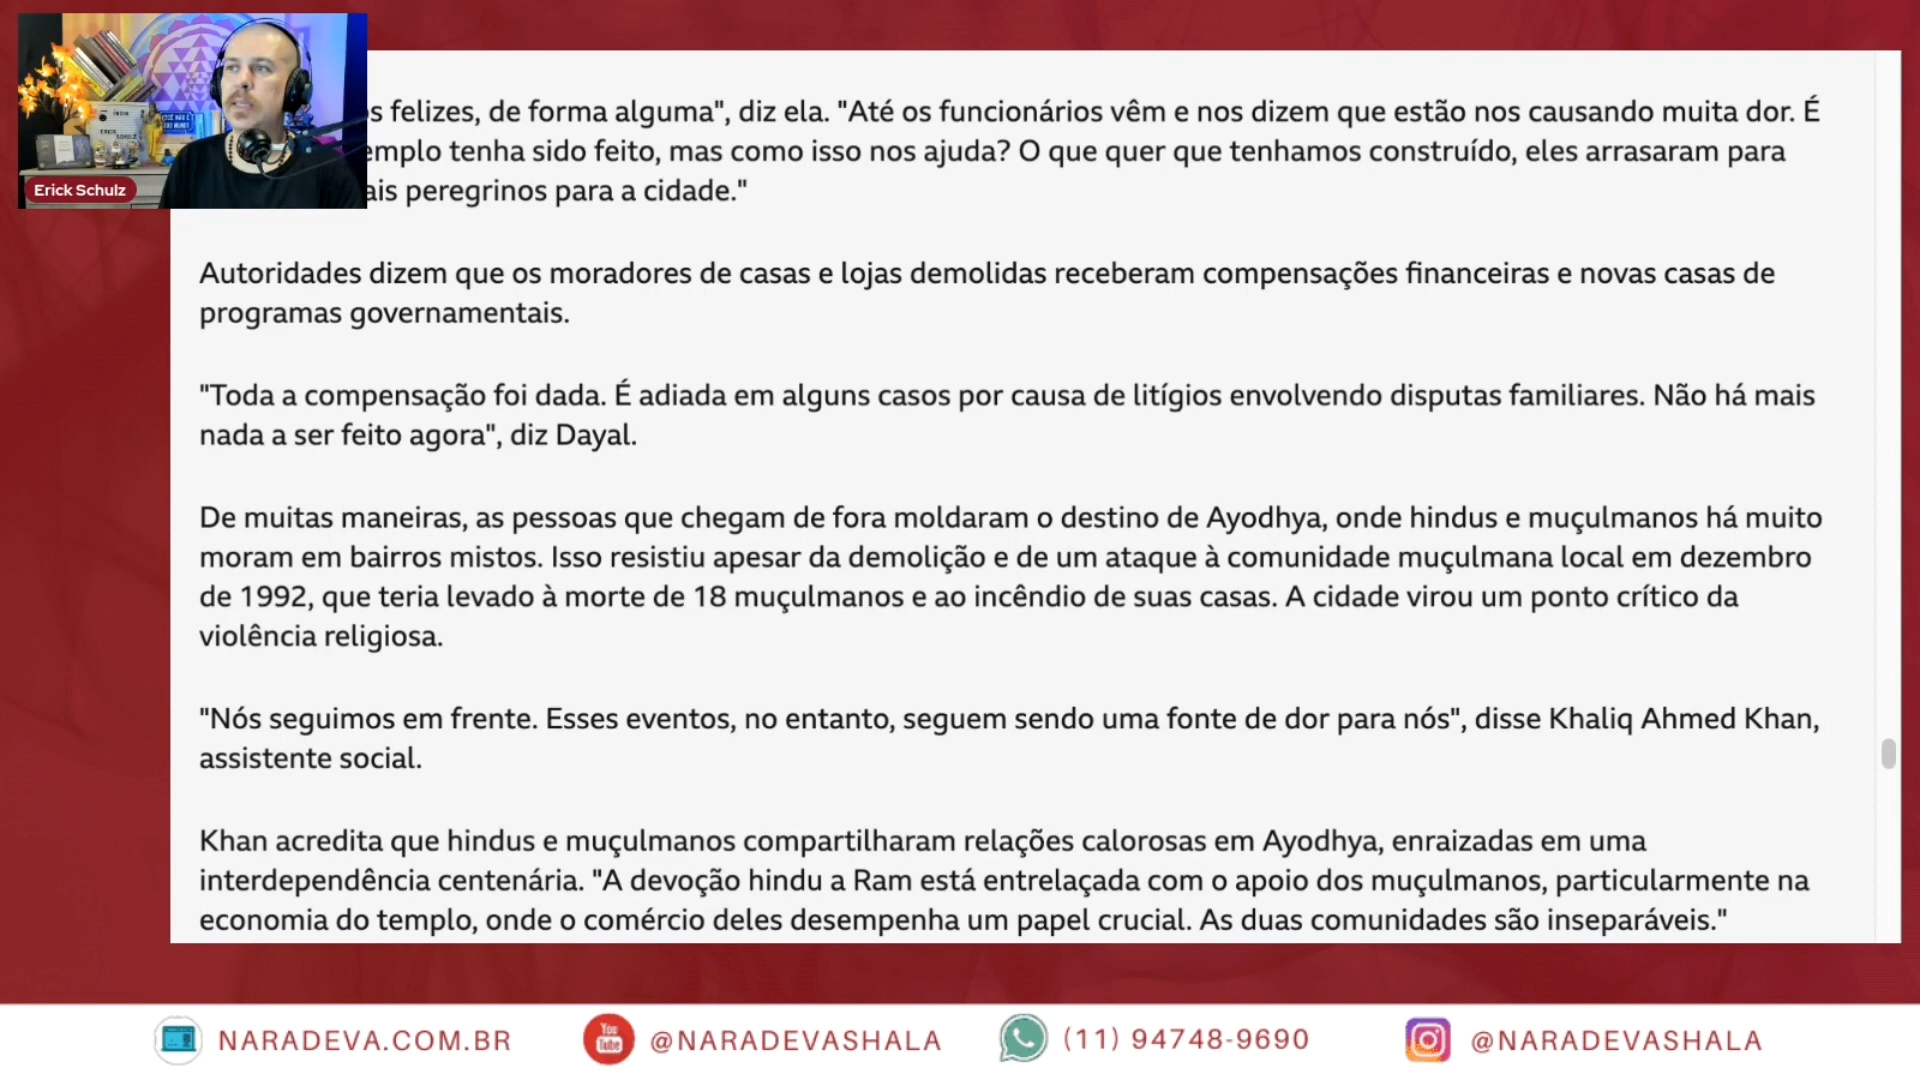 s felizes, de forma alguma", diz ela. "Até os funcionários vêm e nos dizem que estão nos causando muita dor. É
emplo tenha sido feito, mas como isso nos ajuda? O que quer que tenhamos construído, eles arrasaram para
ais peregrinos para a cidade."
Erick Schulz
Autoridades dizem que os moradores de casas e lojas demolidas receberam compensações financeiras e novas casas de
programas governamentais.
"Toda a compensação foi dada. É adiada em alguns casos por causa de litígios envolvendo disputas familiares. Não há mais
nada a ser feito agora", diz Dayal.
De muitas maneiras, as pessoas que chegam de fora moldaram o destino de Ayodhya, onde hindus e muçulmanos há muito
moram em bairros mistos. Isso resistiu apesar da demolição e de um ataque à comunidade muçulmana local em dezembro
de 1992, que teria levado à morte de 18 muçulmanos e ao incêndio de suas casas. A cidade virou um ponto crítico da
violência religiosa.
"Nós seguimos em frente. Esses eventos, no entanto, seguem sendo uma fonte de dor para nós", disse Khaliq Ahmed Khan,
assistente social.
Khan acredita que hindus e muçulmanos compartilharam relações calorosas em Ayodhya, enraizadas em uma
interdependência centenária. "A devoção hindu a Ram está entrelaçada com o apoio dos muçulmanos, particularmente na
economia do templo, onde o comércio deles desempenha um papel crucial. As duas comunidades são inseparáveis."
NARADEVA.COM.BR
You Tube @NARADEVASHALA
(11) 94748-9690
@NARADEVASHALA